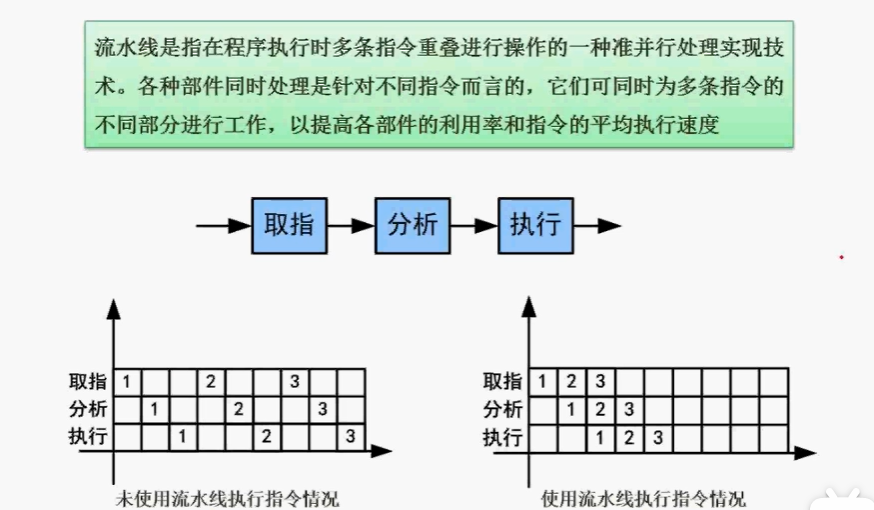 流水线是指在程序执行时多条指令重叠进行操作的一种准并行处理实现技
术。各种部件同时处理是针对不同指令而言的，它们可同时为多条指令的
不同部分进行工作，以提高各部件的利用率和指令的平均执行速度
取指 分析 执行
取指 1 2 3
分析 1 2 3
执行 1 2 3
未使用流水线执行指令情况
取指 1 2 3
分析 1 2 3
执行 1 2 3
使用流水线执行指令情况